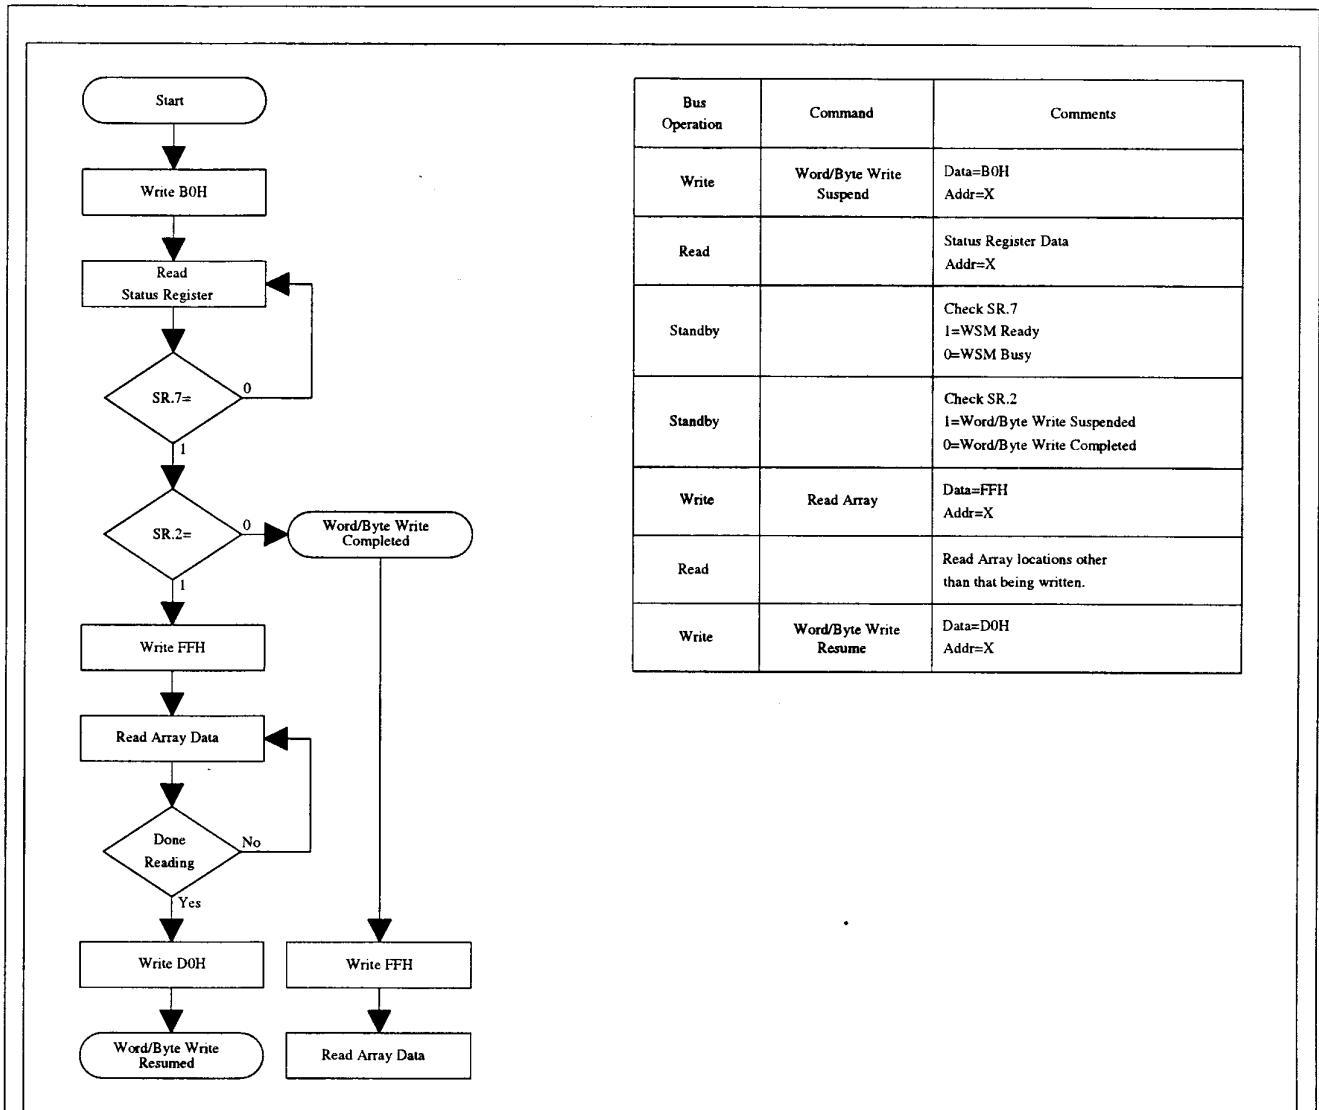 Start
Write B0H
Read
Status Register
SR.7=
0
1
SR.2=
0
Word/Byte Write
Completed
1
Write FFH
Read Array Data
Done
Reading
No
Yes
Write D0H
Write FFH
Word/Byte Write
Resumed
Read Array Data
Bus
Operation
Command
Comments
Write
Word/Byte Write
Suspend
Data=B0H
Addr=X
Read
Status Register Data
Addr=X
Standby
Check SR.7
1=WSM Ready
0=WSM Busy
Standby
Check SR.2
1=Word/Byte Write Suspended
0=Word/Byte Write Completed
Write
Read Array
Data=FFH
Addr=X
Read
Read Array locations other
than that being written.
Write
Word/Byte Write
Resume
Data=D0H
Addr=X